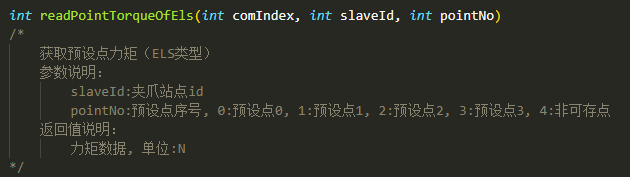 int readPointTorqueOfEls(int comIndex, int slaveId, int pointNo)
/*
获取预设点力矩（ELS类型）
参数说明:
slaveId:夹爪站点id
pointNo:预设点序号, 0:预设点0, 1:预设点1, 2:预设点2, 3:预设点3, 4:非可存点
返回值说明:
力矩数据, 单位:N
*/